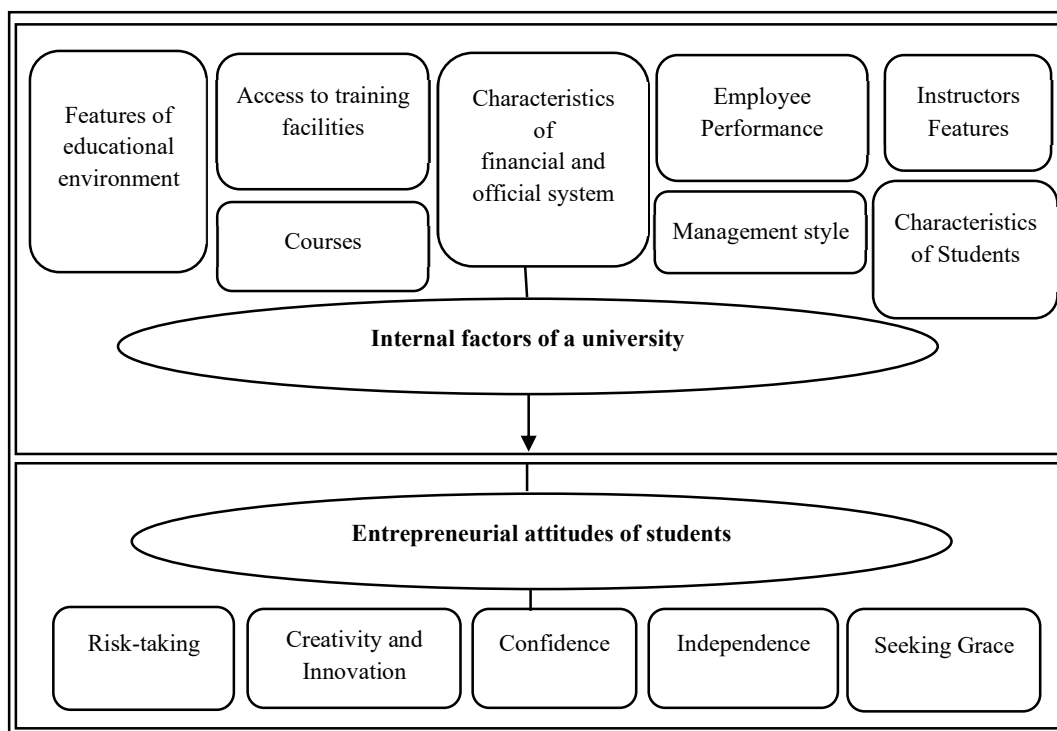 Features of
educational
environment
Access to training
facilities
Courses
Characteristics
of
financial and
official system
Employee
Performance
Management style
Instructors
Features
Characteristics
of Students
Internal factors of a university
Entrepreneurial attitudes of students
Risk-taking
Creativity and
Innovation
Confidence
Independence
Seeking Grace